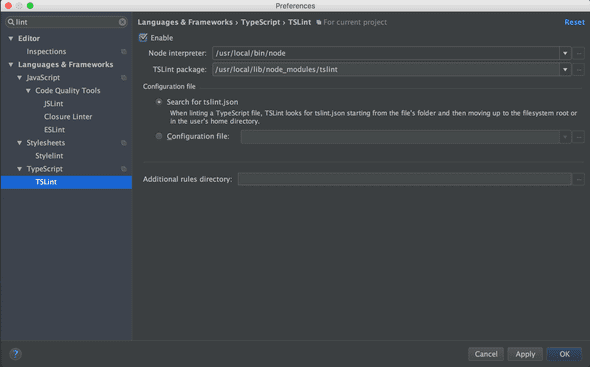 Preferences
lint
Editor
Inspections
Languages & Frameworks
JavaScript
Code Quality Tools
JSLint
Closure Linter
ESLint
Stylesheets
Stylelint
TypeScript
TSLint
Languages & Frameworks › TypeScript › TSLint For current project Reset
Enable
Node interpreter: /usr/local/bin/node
TSLint package: /usr/local/lib/node_modules/tslint
Configuration file
Search for tslint.json
When linting a TypeScript file, TSLint looks for tslint.json starting from the file's folder and then moving up to the filesystem root or
in the user's home directory.
Configuration file:
Additional rules directory:
? Cancel Apply OK